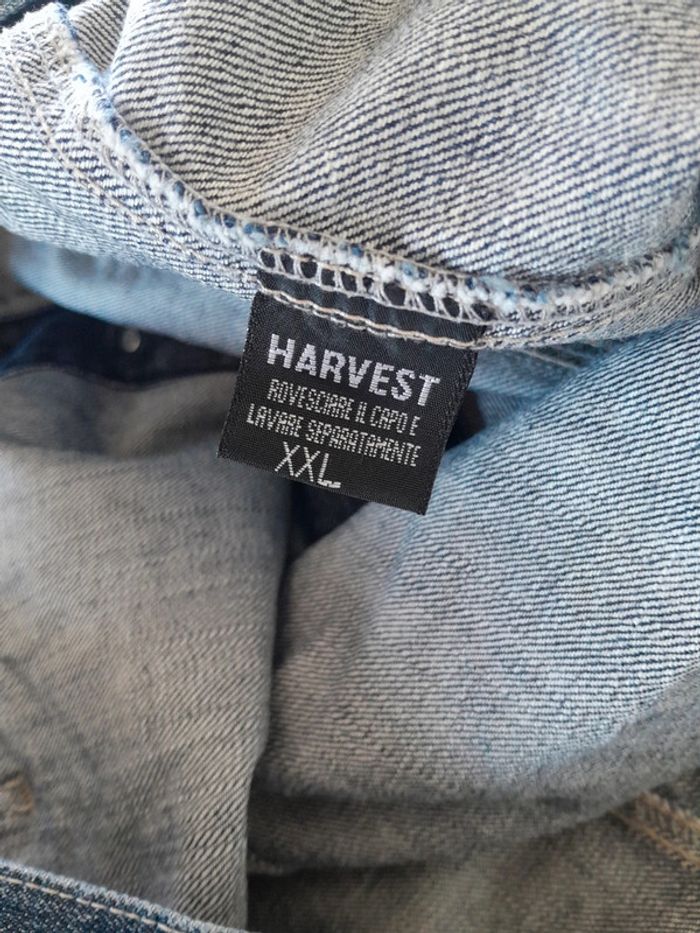 HARVEST
ROVESCIARE IL CAPO E
LAVARE SEPARATAMENTE
XXL